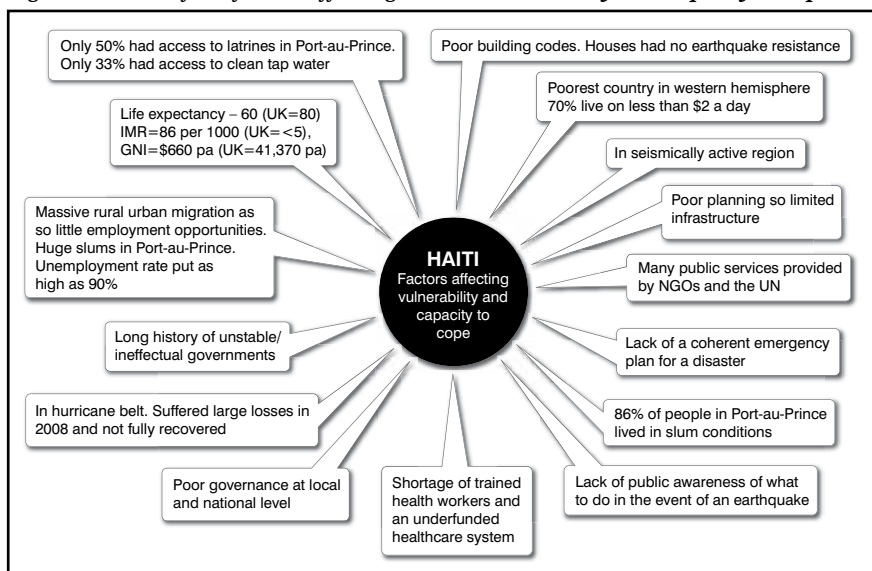 Only 50% had access to latrines in Port-au-Prince.
Only 33% had access to clean tap water
Poor building codes. Houses had no earthquake resistance
Life expectancy – 60 (UK=80)
IMR=86 per 1000 (UK=<5),
GNI=$660 pa (UK=41,370 pa)
Poorest country in western hemisphere
70% live on less than $2 a day
In seismically active region
Massive rural urban migration as
so little employment opportunities.
Huge slums in Port-au-Prince.
Unemployment rate put as
high as 90%
Poor planning so limited
infrastructure
HAITI
Factors affecting
vulnerability and
capacity to
cope
Many public services provided
by NGOs and the UN
Long history of unstable/
ineffectual governments
Lack of a coherent emergency
plan for a disaster
In hurricane belt. Suffered large losses in
2008 and not fully recovered
86% of people in Port-au-Prince
lived in slum conditions
Poor governance at local
and national level
Shortage of trained
health workers and
an underfunded
healthcare system
Lack of public awareness of what
to do in the event of an earthquake